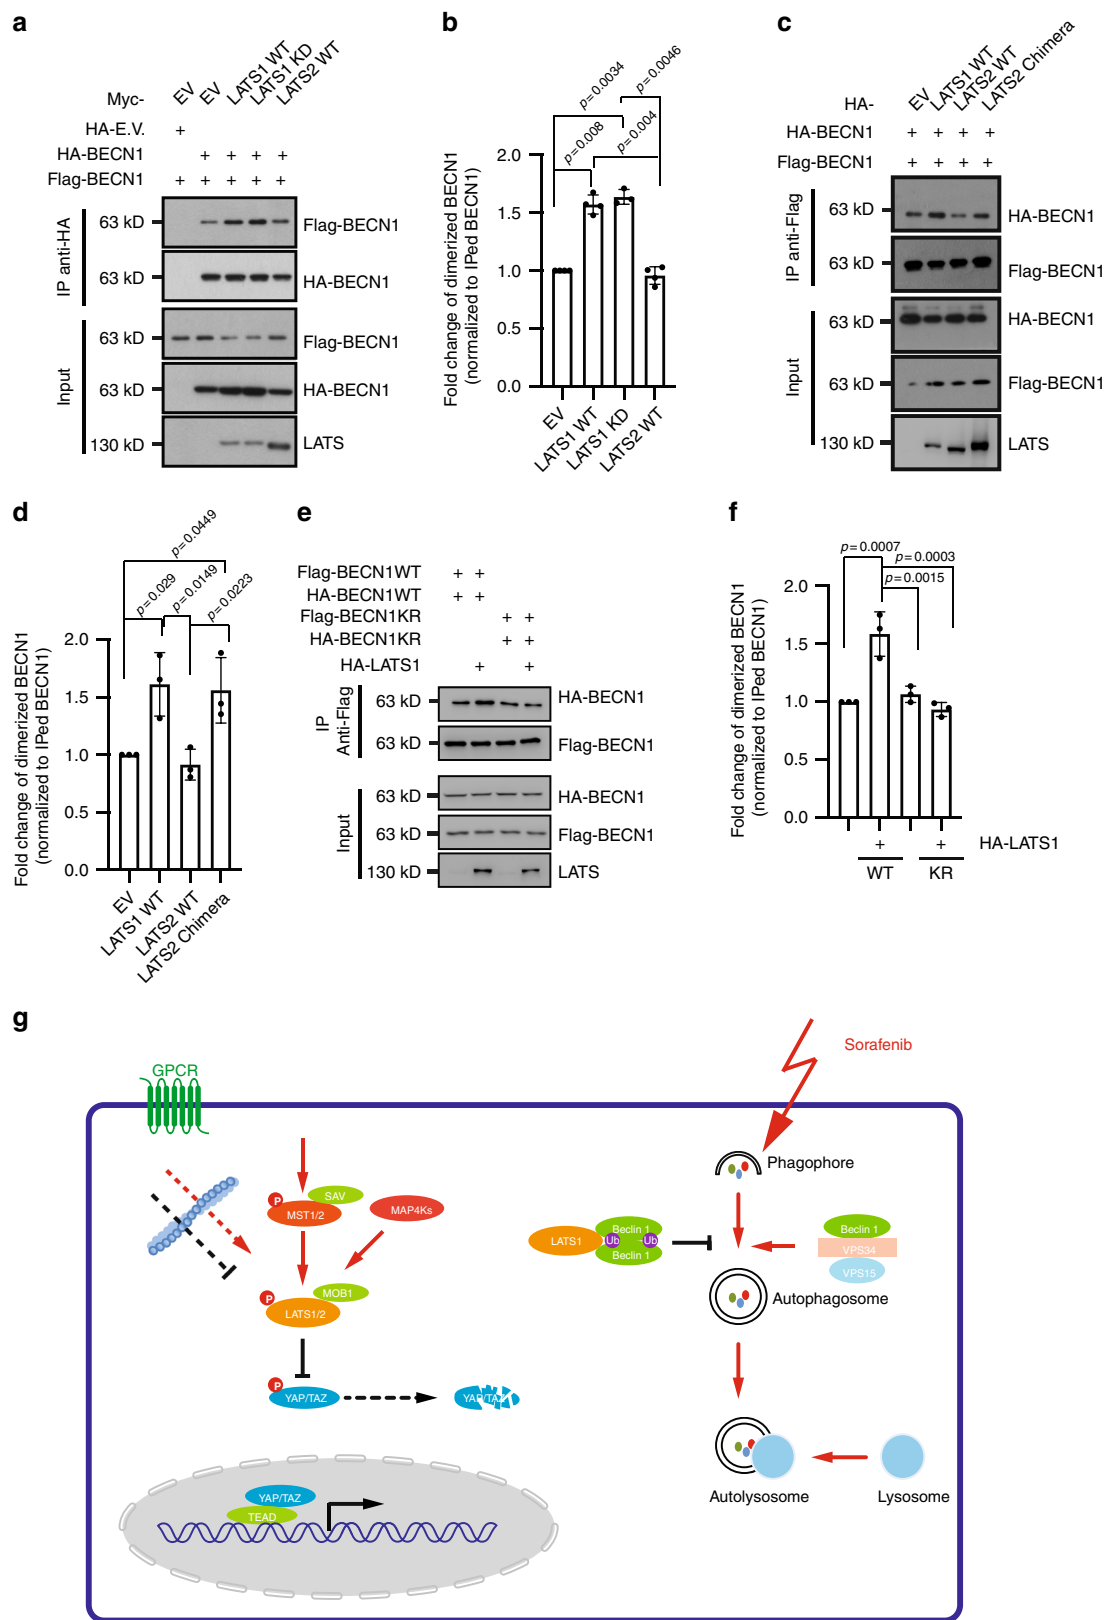 a
Myc-
EV
EV
LATS1 WT
LATS1 KD
LATS2 WT
HA-E.V. +
HA-BECN1 + + + +
Flag-BECN1 + + + + +
IP anti-HA
63 kD Flag-BECN1
63 kD HA-BECN1
Input
63 kD Flag-BECN1
63 kD HA-BECN1
130 kD LATS
b
p=0.0046
p=0.0034
p=0.004
p=0.008
Fold change of dimerized BECN1
(normalized to IPed BECN1)
2.0
1.5
1.0
0.5
0.0
EV
LATS1 WT
LATS1 KD
LATS2 WT
c
HA-
EV
LATS1 WT
LATS2 WT
LATS2 Chimera
HA-BECN1 + + + +
Flag-BECN1 + + + +
IP anti-Flag
63 kD HA-BECN1
63 kD Flag-BECN1
Input
63 kD HA-BECN1
63 kD Flag-BECN1
130 kD LATS
d
p=0.0449
p=0.029
p=0.0149
p=0.0223
Fold change of dimerized BECN1
(normalized to IPed BECN1)
2.0
1.5
1.0
0.5
0.0
EV
LATS1 WT
LATS2 WT
LATS2 Chimera
e
Flag-BECN1WT + +
HA-BECN1WT + +
Flag-BECN1KR + +
HA-BECN1KR + +
HA-LATS1 + +
IP
Anti-Flag
63 kD HA-BECN1
63 kD Flag-BECN1
Input
63 kD HA-BECN1
63 kD Flag-BECN1
130 kD LATS
f
p=0.0007
p=0.0003
p=0.0015
Fold change of dimerized BECN1
(normalized to IPed BECN1)
2.0
1.5
1.0
0.5
0.0
+ + HA-LATS1
WT KR
g
Sorafenib
GPCR
Phagophore
P
SAV
MST1/2
MAP4Ks
LATS1
Beclin 1
Ub
Ub
Beclin 1
Beclin 1
VPS34
VPS15
Autophagosome
P
MOB1
LATS1/2
P
YAP/TAZ
YAP/TAZ
Autolysosome
Lysosome
YAP/TAZ
TEAD